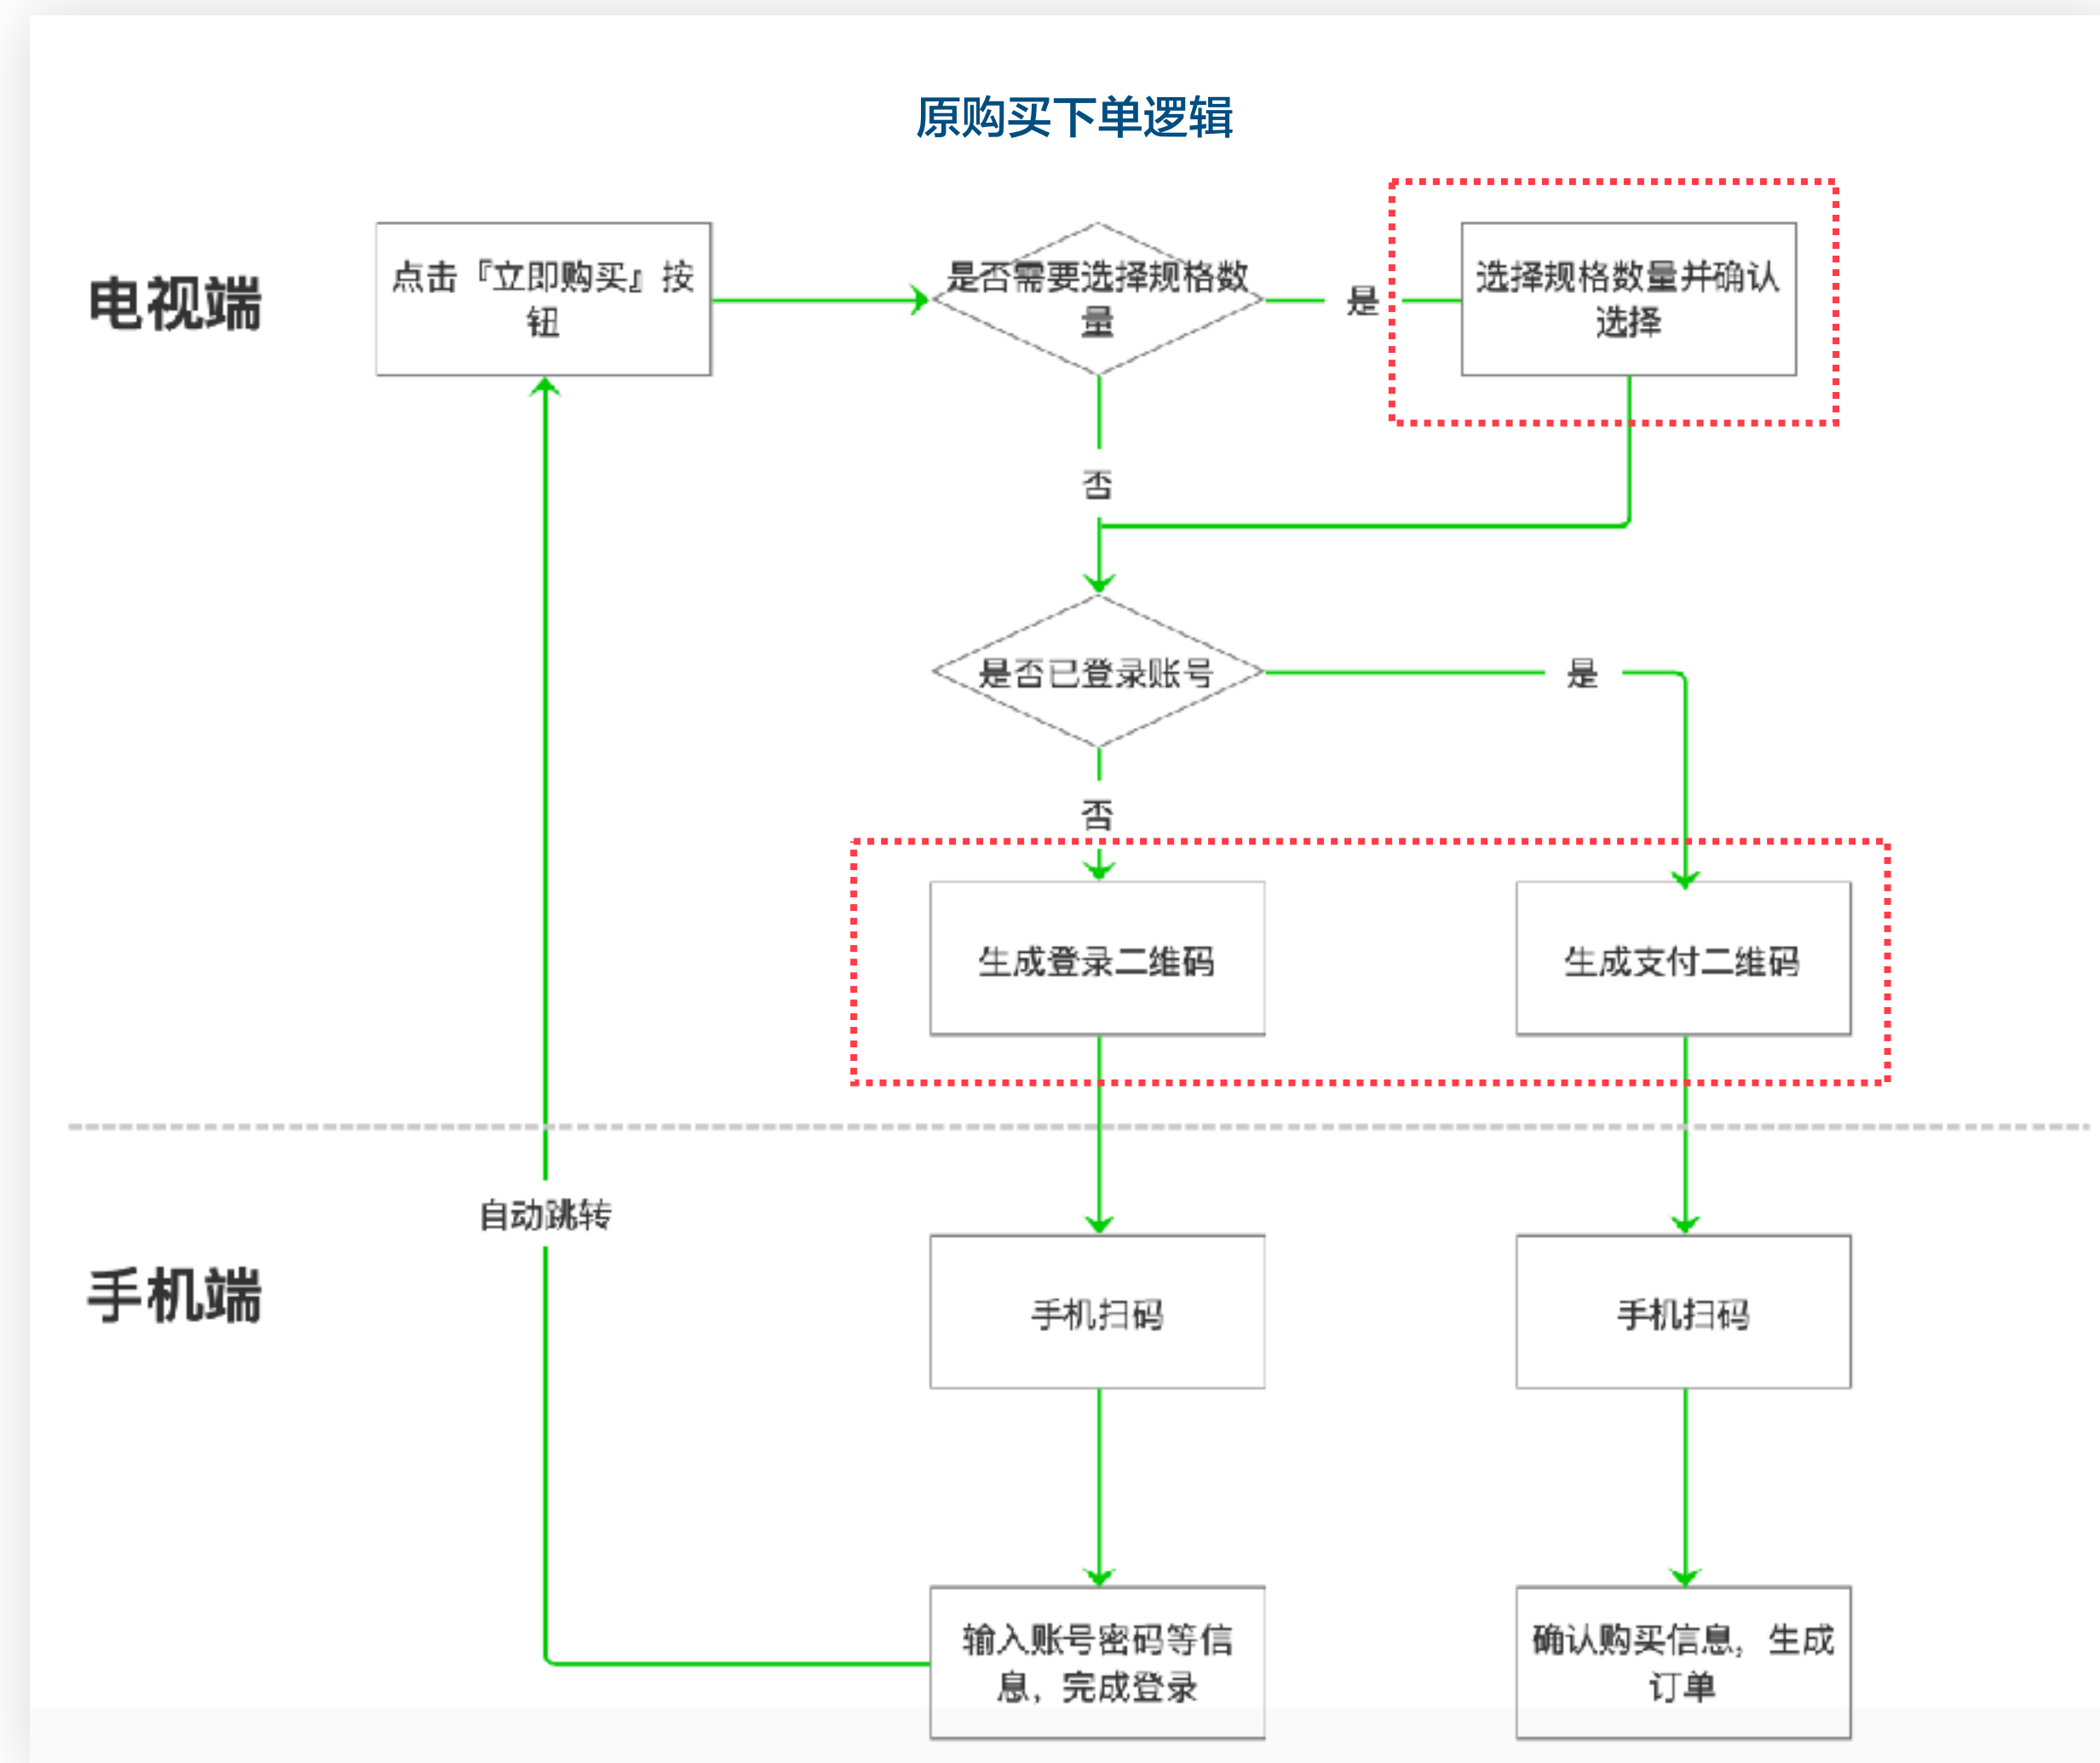 原购买下单逻辑
电视端
点击『立即购买』按
钮
是否需要选择规格数
量
是
选择规格数量并确认
选择
否
是否已登录账号
是
否
生成登录二维码
生成支付二维码
自动跳转
手机端
手机扫码
手机扫码
输入账号密码等信
息，完成登录
确认购买信息，生成
订单